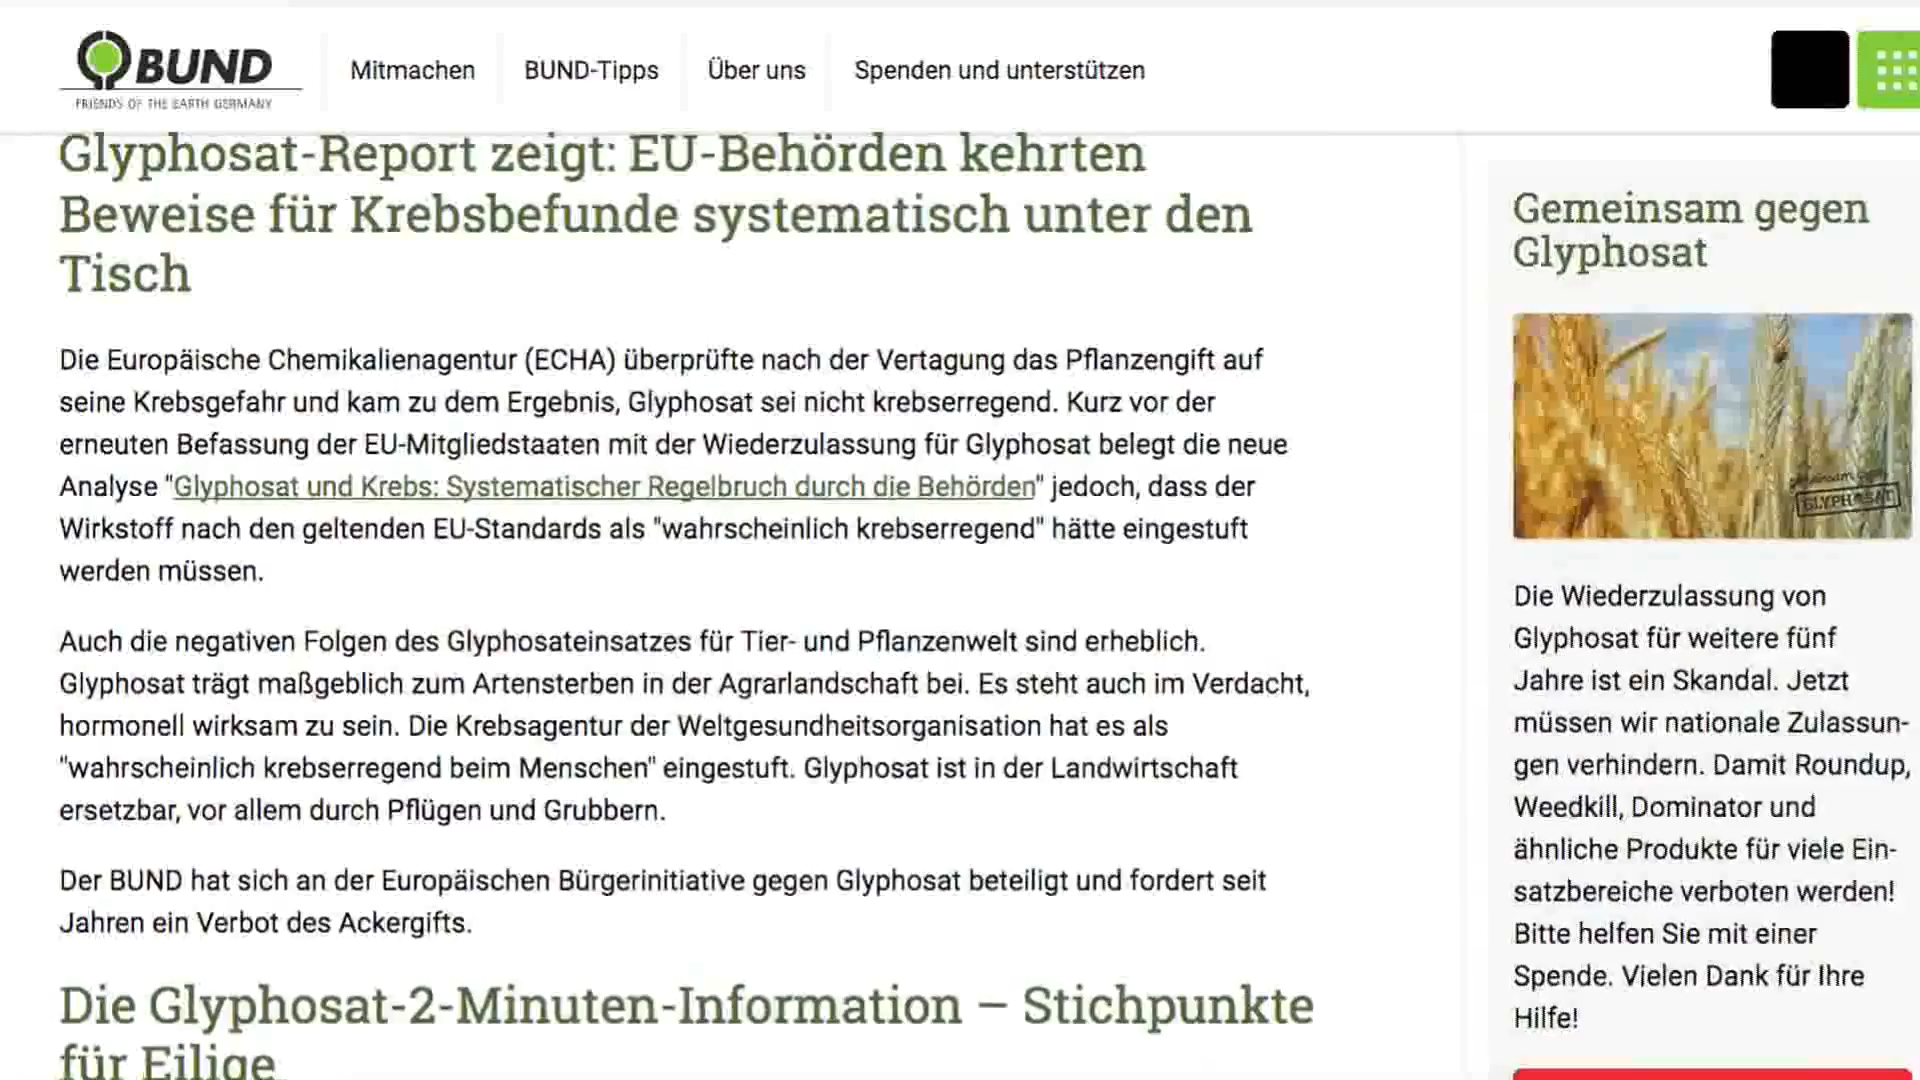 BUND
FRIENDS OF THE EARTH GERMANY
Mitmachen
BUND-Tipps
Über uns
Spenden und unterstützen
Glyphosat-Report zeigt: EU-Behörden kehrten
Beweise für Krebsbefunde systematisch unter den
Tisch
Die Europäische Chemikalienagentur (ECHA) überprüfte nach der Vertagung das Pflanzengift auf
seine Krebsgefahr und kam zu dem Ergebnis, Glyphosat sei nicht krebserregend. Kurz vor der
erneuten Befassung der EU-Mitgliedstaaten mit der Wiederzulassung für Glyphosat belegt die neue
Analyse "Glyphosat und Krebs: Systematischer Regelbruch durch die Behörden" jedoch, dass der
Wirkstoff nach den geltenden EU-Standards als "wahrscheinlich krebserregend" hätte eingestuft
werden müssen.
Auch die negativen Folgen des Glyphosateinsatzes für Tier- und Pflanzenwelt sind erheblich.
Glyphosat trägt maßgeblich zum Artensterben in der Agrarlandschaft bei. Es steht auch im Verdacht,
hormonell wirksam zu sein. Die Krebsagentur der Weltgesundheitsorganisation hat es als
"wahrscheinlich krebserregend beim Menschen" eingestuft. Glyphosat ist in der Landwirtschaft
ersetzbar, vor allem durch Pflügen und Grubbern.
Der BUND hat sich an der Europäischen Bürgerinitiative gegen Glyphosat beteiligt und fordert seit
Jahren ein Verbot des Ackergifts.
Die Glyphosat-2-Minuten-Information – Stichpunkte
für Eilige
Gemeinsam gegen
Glyphosat
GLYPHOSAT
Die Wiederzulassung von
Glyphosat für weitere fünf
Jahre ist ein Skandal. Jetzt
müssen wir nationale Zulassun-
gen verhindern. Damit Roundup,
Weedkill, Dominator und
ähnliche Produkte für viele Ein-
satzbereiche verboten werden!
Bitte helfen Sie mit einer
Spende. Vielen Dank für Ihre
Hilfe!